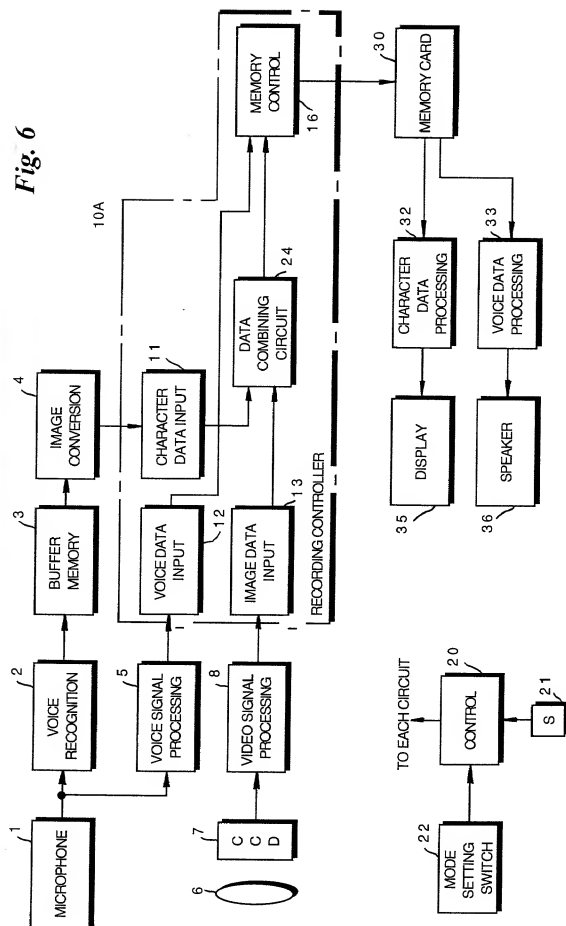 Fig. 6
1
MICROPHONE
2
VOICE
RECOGNITION
3
BUFFER
MEMORY
4
IMAGE
CONVERSION
5
VOICE SIGNAL
PROCESSING
6
7
C
C
D
8
VIDEO SIGNAL
PROCESSING
10A
11
CHARACTER
DATA INPUT
VOICE DATA
INPUT
12
IMAGE DATA
INPUT
13
RECORDING CONTROLLER
DATA
COMBINING
CIRCUIT
24
MEMORY
CONTROL
16
30
MEMORY CARD
32
CHARACTER
DATA
PROCESSING
33
VOICE DATA
PROCESSING
DISPLAY
35
SPEAKER
36
TO EACH CIRCUIT
20
CONTROL
S
21
22
MODE
SETTING
SWITCH